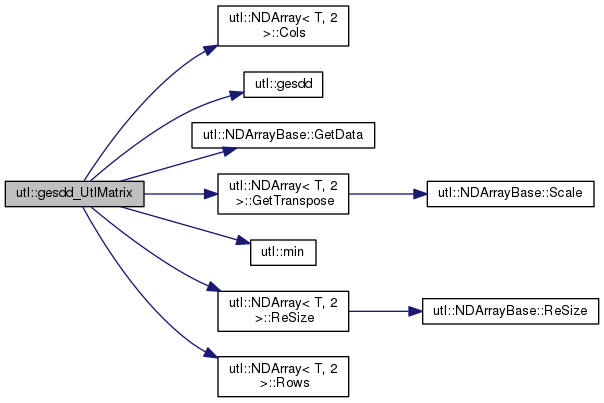 utl::NDArray< T, 2
>::Cols
utl::gesdd
utl::NDArrayBase::GetData
utl::gesdd_UtlMatrix
utl::NDArray< T, 2
>::GetTranspose
utl::NDArrayBase::Scale
utl::min
utl::NDArray< T, 2
>::ReSize
utl::NDArrayBase::ReSize
utl::NDArray< T, 2
>::Rows